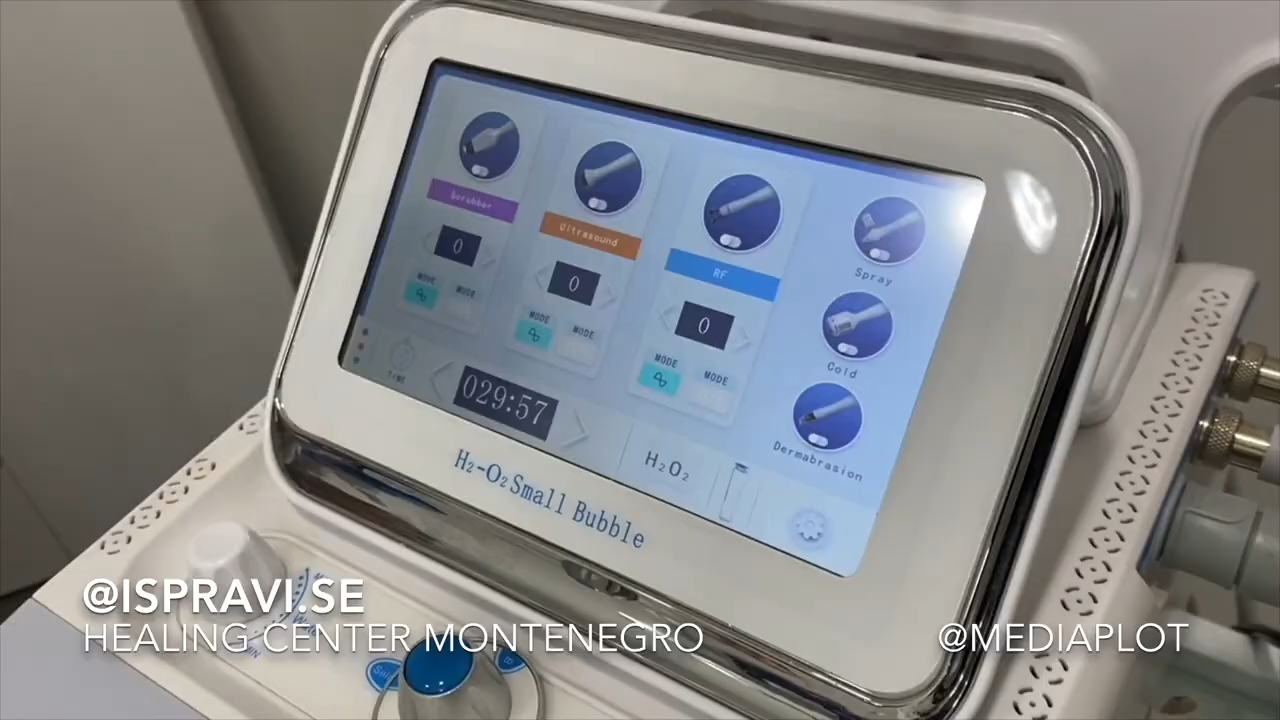 Scrubber
Ultrasound
RF
Spray
0
0
0
MODE
MODE
MODE
MODE
MODE
MODE
Cold
TIME
029:57
H₂O₂
Dermabrasion
H₂-O₂ Small Bubble
@ISPRAVI.SE
HEALING CENTER MONTENEGRO
@MEDIAPLOT